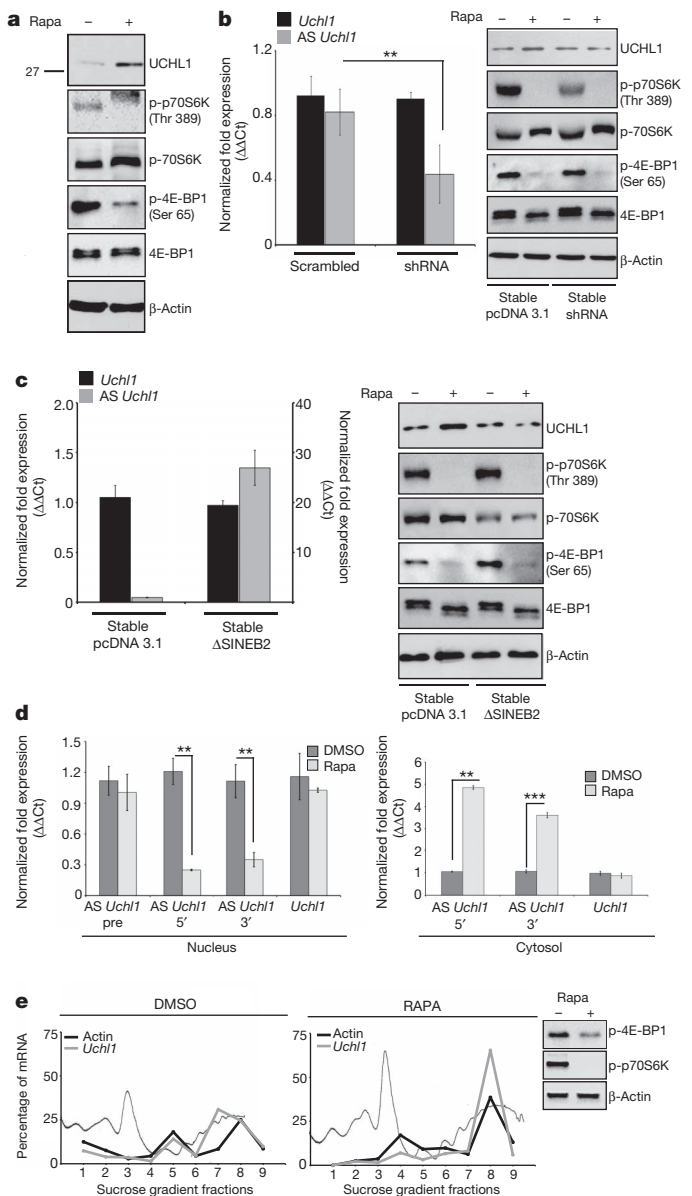 a
Rapa – +
27
UCHL1
p-p70S6K
(Thr 389)
p-70S6K
p-4E-BP1
(Ser 65)
4E-BP1
β-Actin
b
Uchl1
AS Uchl1
Normalized fold expression
(ΔΔCt)
1.2
0.8
0.4
0
**
Scrambled shRNA
Rapa – + – +
UCHL1
p-p70S6K
(Thr 389)
p-70S6K
p-4E-BP1
(Ser 65)
4E-BP1
β-Actin
Stable
pcDNA 3.1
Stable
shRNA
c
Uchl1
AS Uchl1
Normalized fold expression
(ΔΔCt)
2.0
1.5
1.0
0.5
0
40
30
20
10
Normalized fold expression
(ΔΔCt)
Stable
pcDNA 3.1
Stable
ΔSINEB2
Rapa – + – +
UCHL1
p-p70S6K
(Thr 389)
p-70S6K
p-4E-BP1
(Ser 65)
4E-BP1
β-Actin
Stable
pcDNA 3.1
Stable
ΔSINEB2
d
Normalized fold expression
(ΔΔCt)
1.5
1.2
0.9
0.6
0.3
0
** **
DMSO
Rapa
AS Uchl1
pre
AS Uchl1
5′
AS Uchl1
3′
Uchl1
Nucleus
Normalized fold expression
(ΔΔCt)
6
5
4
3
2
1
0
**
***
DMSO
Rapa
AS Uchl1
5′
AS Uchl1
3′
Uchl1
Cytosol
e
DMSO
Percentage of mRNA
75
50
25
0
Actin
Uchl1
1 2 3 4 5 6 7 8 9
Sucrose gradient fractions
RAPA
75
50
25
0
Actin
Uchl1
1 2 3 4 5 6 7 8 9
Sucrose gradient fractions
Rapa
– +
p-4E-BP1
p-p70S6K
β-Actin